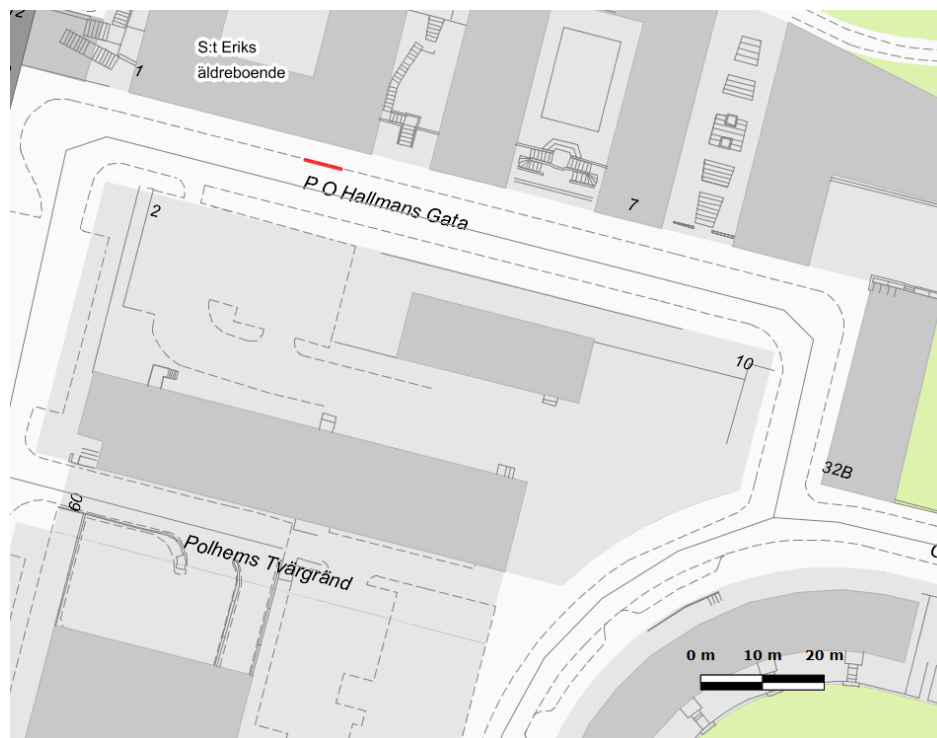 S:t Eriks
äldreboende
1
P O Hallmans Gata
2
7
10
32B
60
Polhems Tvärgränd
0 m 10 m 20 m